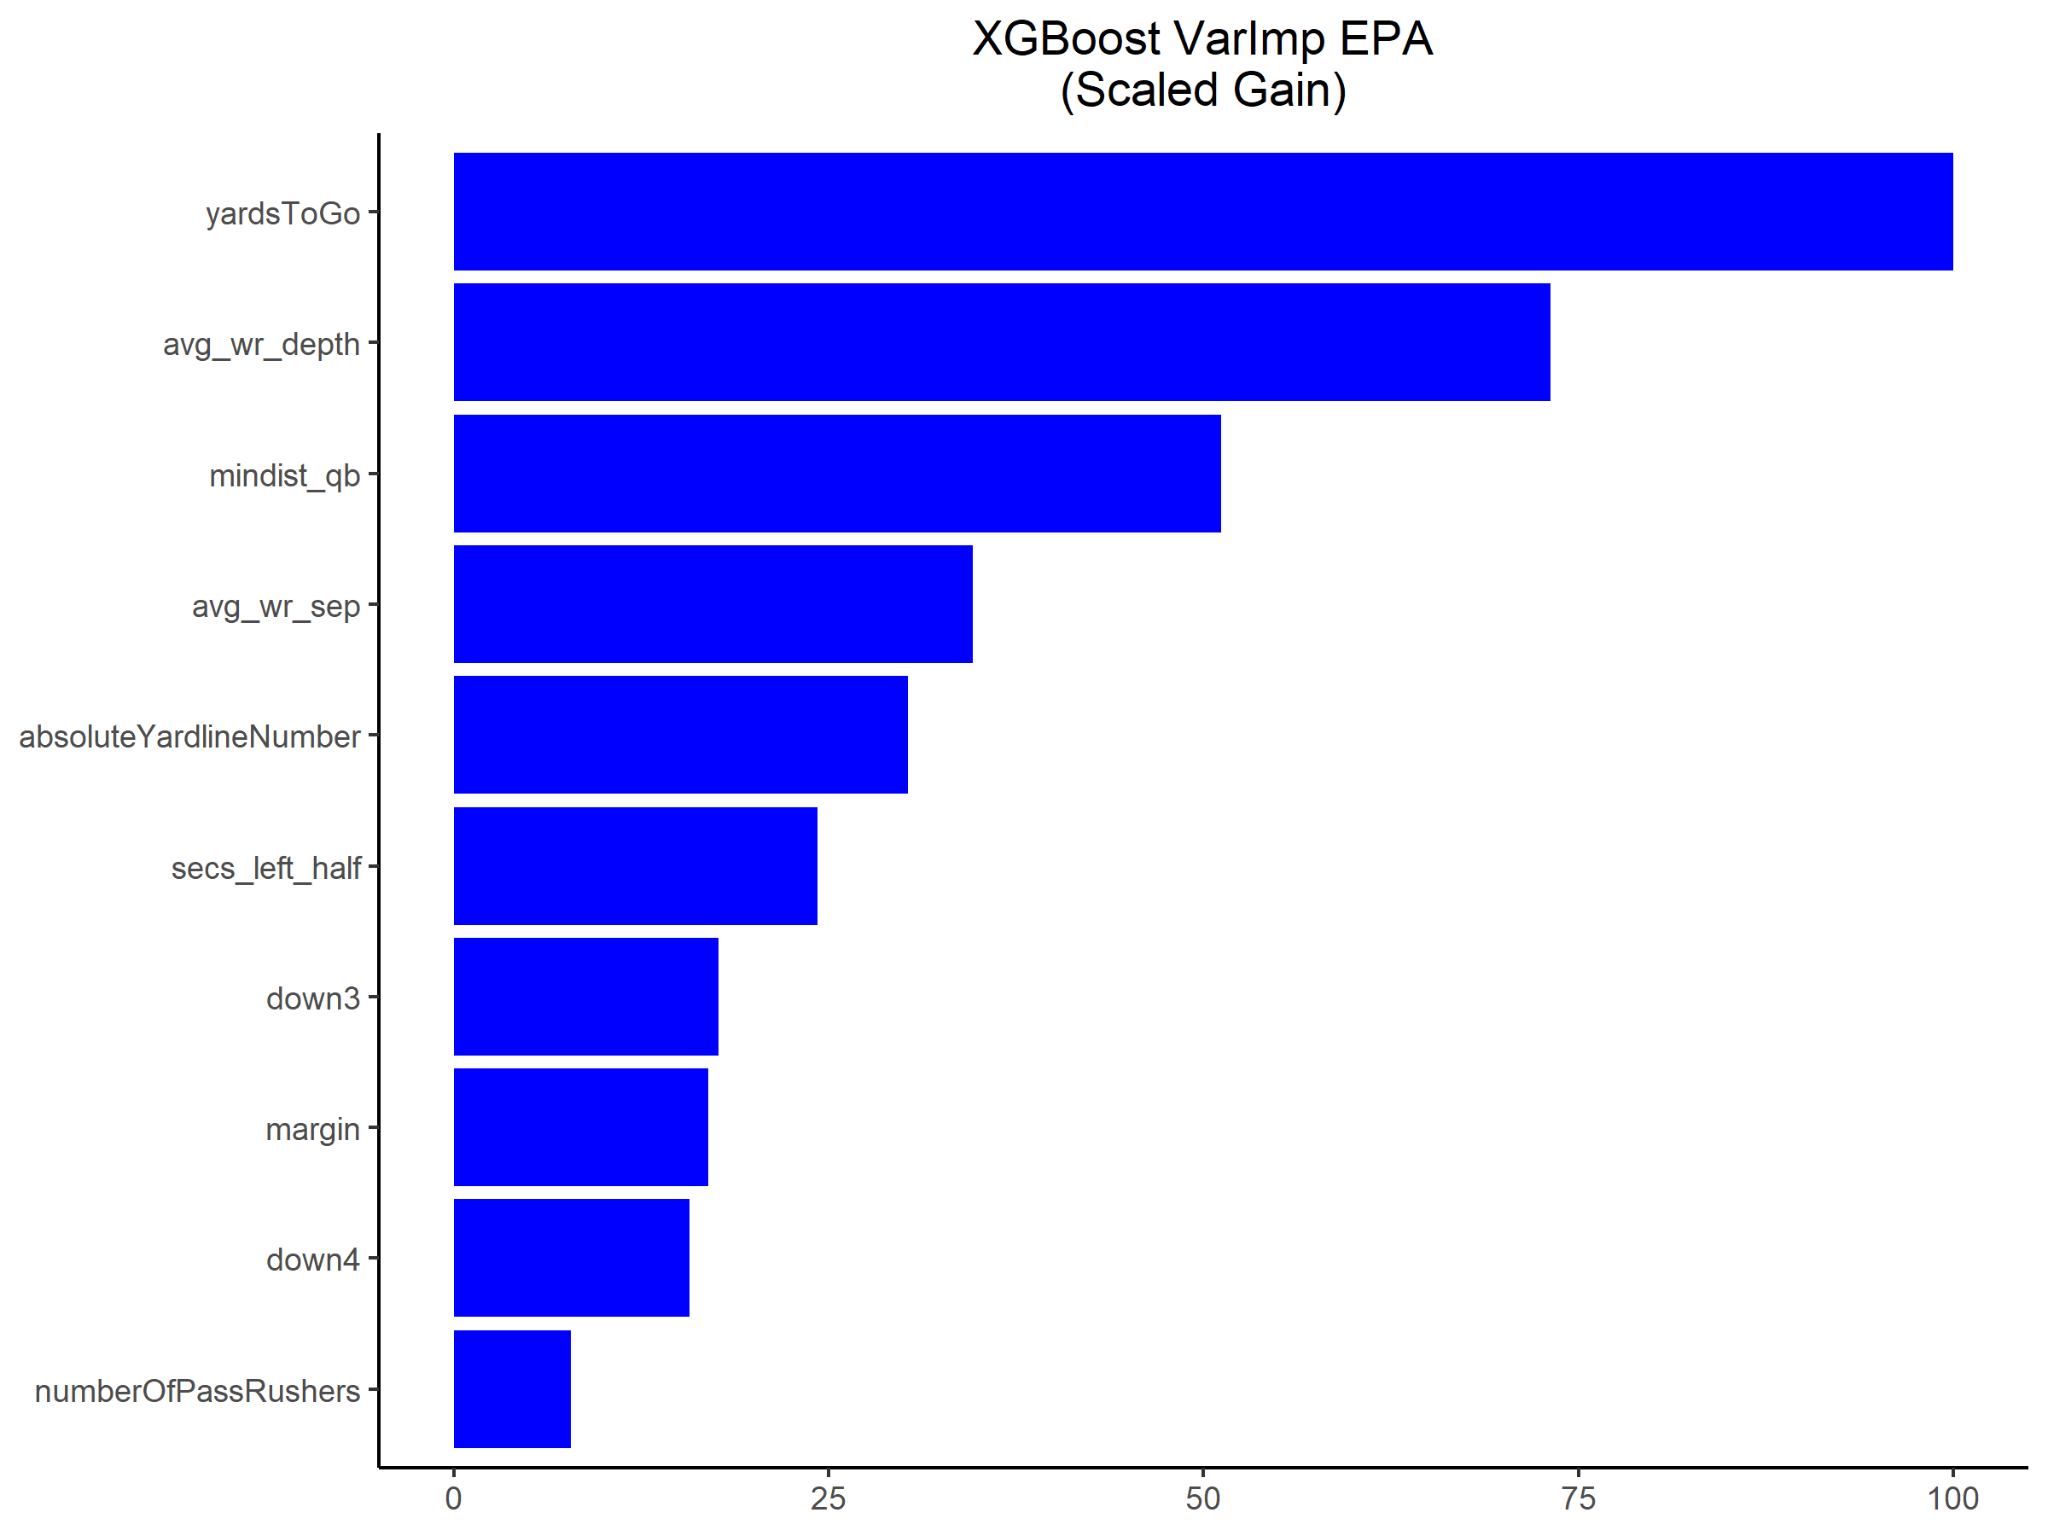 XGBoost VarImp EPA
(Scaled Gain)
yardsToGo
avg_wr_depth
mindist_qb
avg_wr_sep
absoluteYardlineNumber
secs_left_half
down3
margin
down4
numberOfPassRushers
0 25 50 75 100